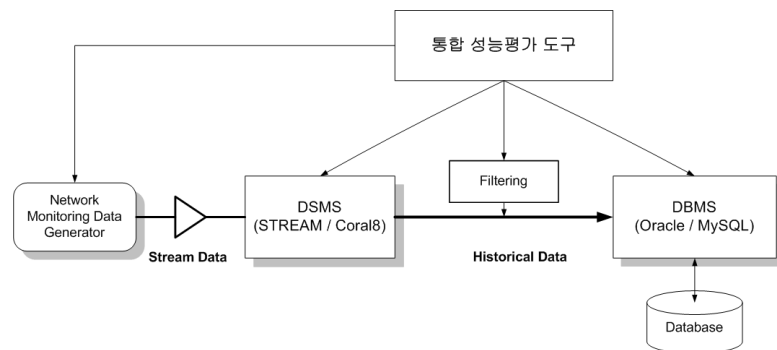 통합 성능평가 도구
Filtering
Network
Monitoring Data
Generator
DSMS
(STREAM / Coral8)
DBMS
(Oracle / MySQL)
Stream Data
Historical Data
Database